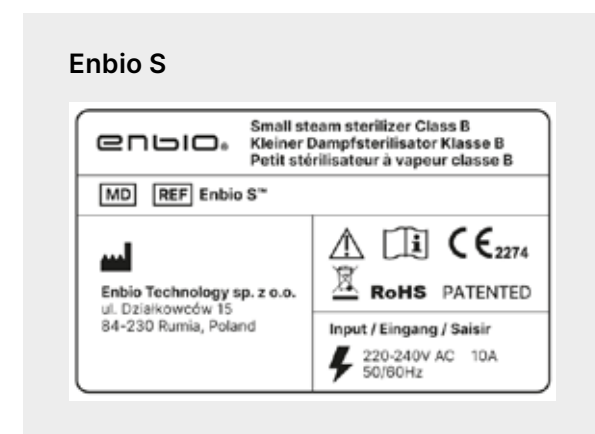 Enbio S
enbio®
Small steam sterilizer Class B
Kleiner Dampfsterilisator Klasse B
Petit stérilisateur à vapeur classe B
MD REF Enbio S™
Enbio Technology sp. z o.o.
ul. Działkowców 15
84-230 Rumia, Poland
CE 2274
RoHS PATENTED
Input / Eingang / Saisir
220-240V AC 10A
50/60Hz